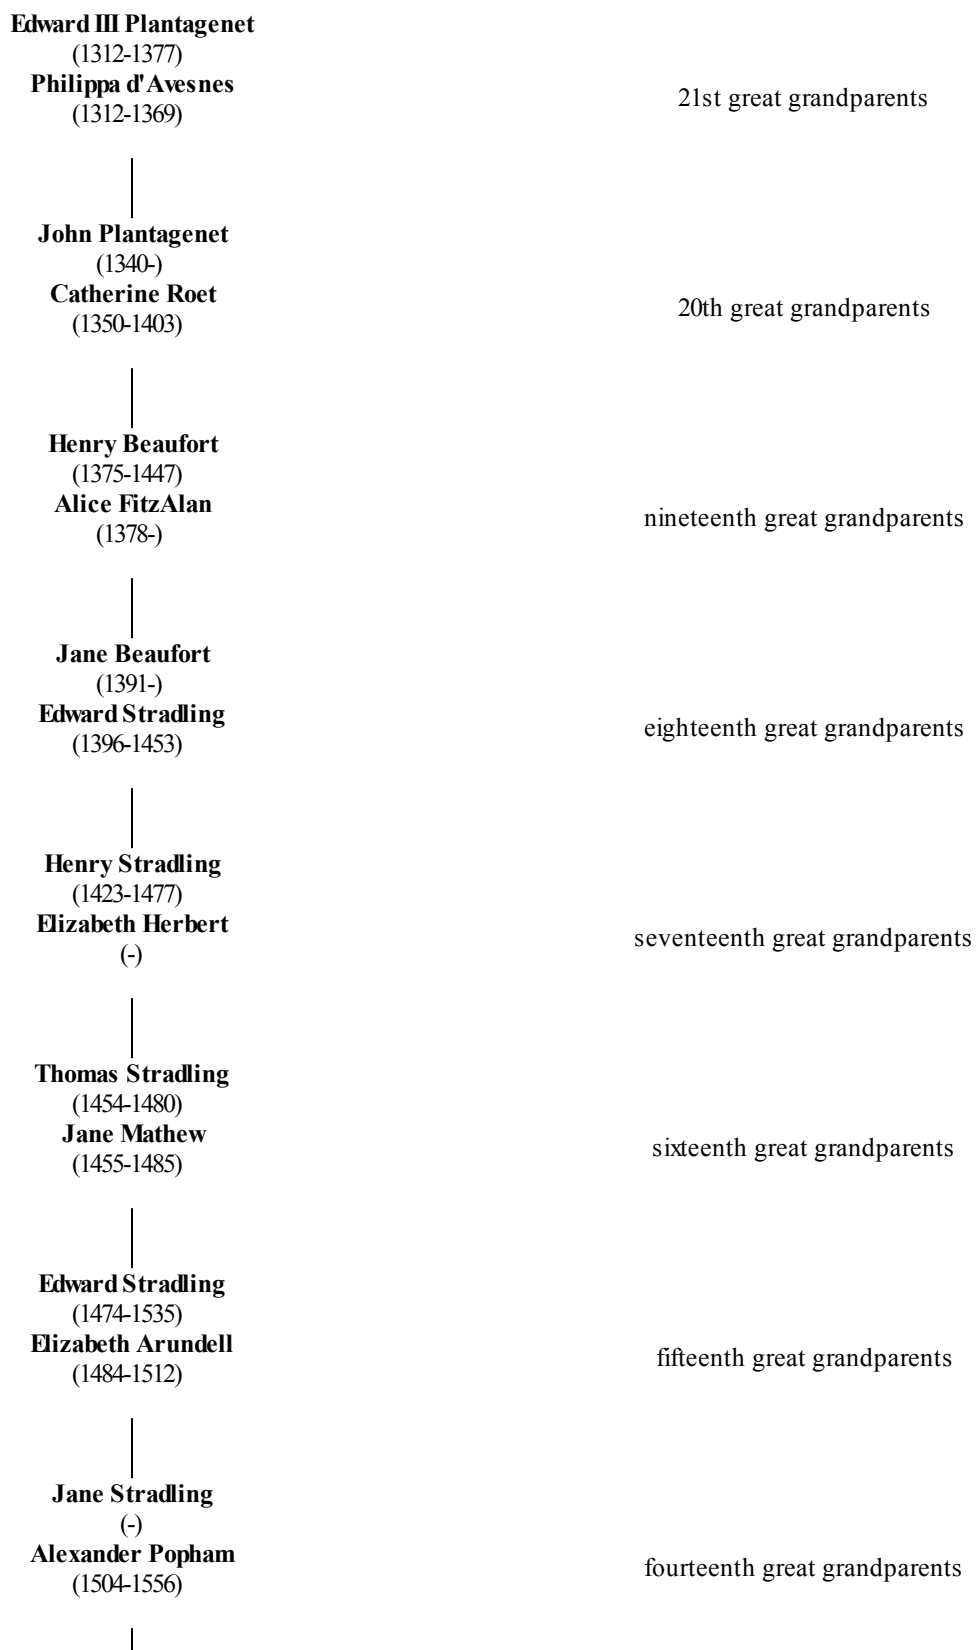 Edward III Plantagenet
(1312-1377)
Philippa d'Avesnes
(1312-1369)
21st great grandparents
John Plantagenet
(1340-)
Catherine Roet
(1350-1403)
20th great grandparents
Henry Beaufort
(1375-1447)
Alice FitzAlan
(1378-)
nineteenth great grandparents
Jane Beaufort
(1391-)
Edward Stradling
(1396-1453)
eighteenth great grandparents
Henry Stradling
(1423-1477)
Elizabeth Herbert
(-)
seventeenth great grandparents
Thomas Stradling
(1454-1480)
Jane Mathew
(1455-1485)
sixteenth great grandparents
Edward Stradling
(1474-1535)
Elizabeth Arundell
(1484-1512)
fifteenth great grandparents
Jane Stradling
(-)
Alexander Popham
(1504-1556)
fourteenth great grandparents